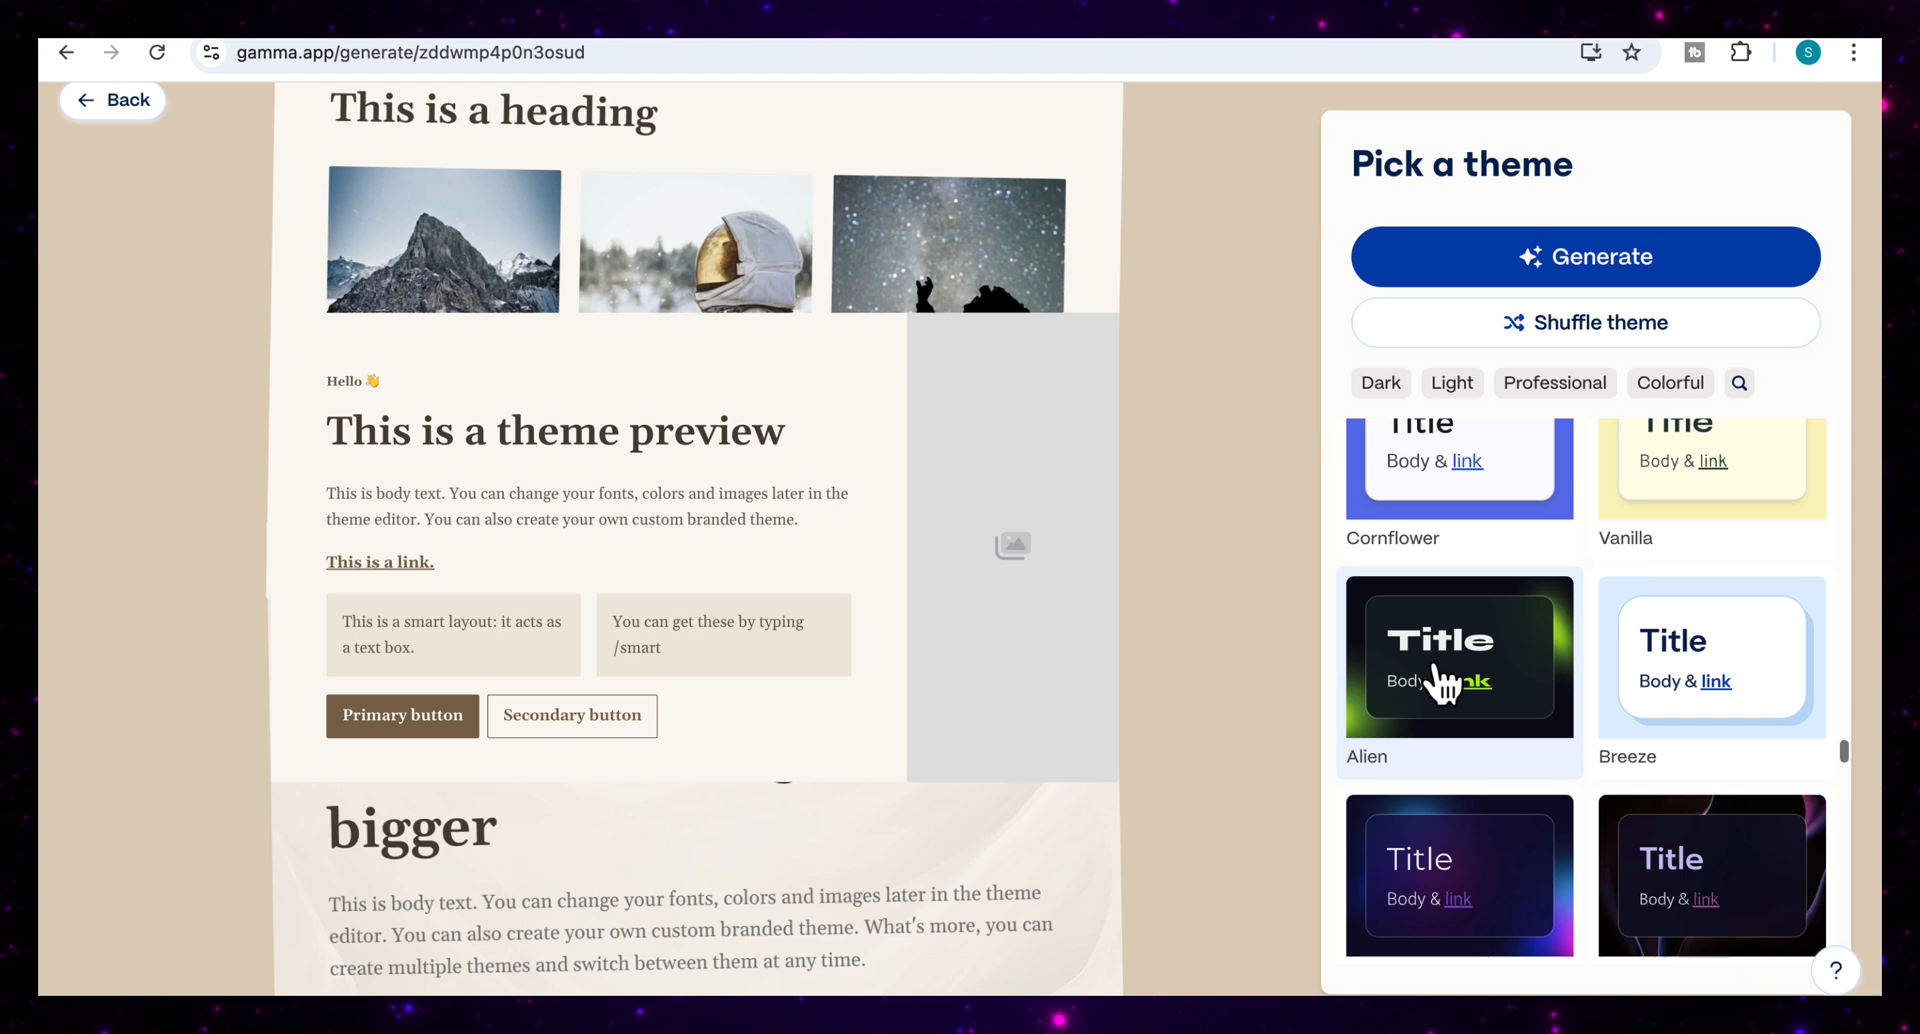 gamma.app/generate/zddwmp4p0n3osud
S
Back
This is a heading
Hello 👋
This is a theme preview
This is body text. You can change your fonts, colors and images later in the
theme editor. You can also create your own custom branded theme.
This is a link.
This is a smart layout: it acts as
a text box.
You can get these by typing
/smart
Primary button
Secondary button
bigger
This is body text. You can change your fonts, colors and images later in the theme
editor. You can also create your own custom branded theme. What's more, you can
create multiple themes and switch between them at any time.
Pick a theme
Generate
Shuffle theme
Dark
Light
Professional
Colorful
Title
Body & link
Cornflower
Title
Body & link
Vanilla
Title
Body
Alien
Title
Body & link
Breeze
Title
Body & link
Title
Body & link
?